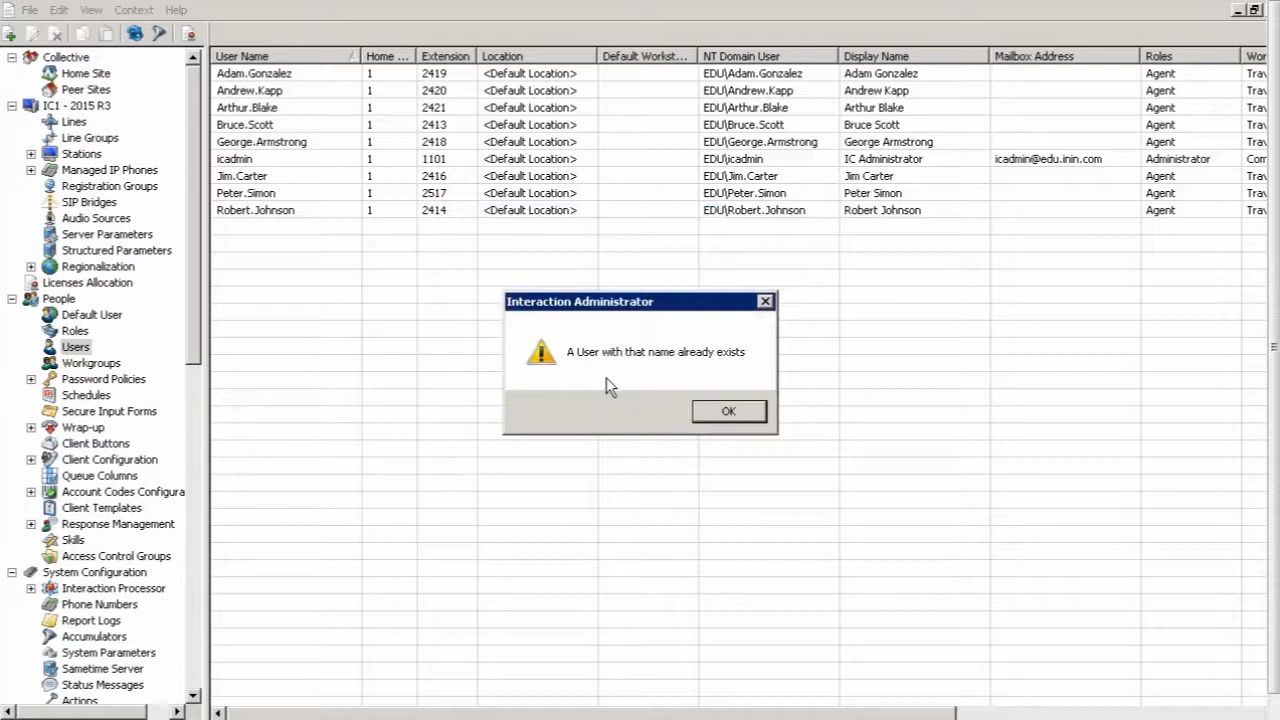 File Edit View Context Help
Collective
Home Site
Peer Sites
IC1 - 2015 R3
Lines
Line Groups
Stations
Managed IP Phones
Registration Groups
SIP Bridges
Audio Sources
Server Parameters
Structured Parameters
Regionalization
Licenses Allocation
People
Default User
Roles
Users
Workgroups
Password Policies
Schedules
Secure Input Forms
Wrap-up
Client Buttons
Client Configuration
Queue Columns
Account Codes Configura
Client Templates
Response Management
Skills
Access Control Groups
System Configuration
Interaction Processor
Phone Numbers
Report Logs
Accumulators
System Parameters
Sametime Server
Status Messages
Actions
User Name Home ... Extension Location Default Workst... NT Domain User Display Name Mailbox Address Roles Wor
Adam.Gonzalez 1 2419 <Default Location> EDU\Adam.Gonzalez Adam Gonzalez Agent Trav
Andrew.Kapp 1 2420 <Default Location> EDU\Andrew.Kapp Andrew Kapp Agent Trav
Arthur.Blake 1 2421 <Default Location> EDU\Arthur.Blake Arthur Blake Agent Trav
Bruce.Scott 1 2413 <Default Location> EDU\Bruce.Scott Bruce Scott Agent Trav
George.Armstrong 1 2418 <Default Location> EDU\George.Armstrong George Armstrong Agent Trav
icadmin 1 1101 <Default Location> EDU\icadmin IC Administrator icadmin@edu.inin.com Administrator Com
Jim.Carter 1 2416 <Default Location> EDU\Jim.Carter Jim Carter Agent Trav
Peter.Simon 1 2517 <Default Location> EDU\Peter.Simon Peter Simon Agent Trav
Robert.Johnson 1 2414 <Default Location> EDU\Robert.Johnson Robert Johnson Agent Trav
Interaction Administrator
A User with that name already exists
OK